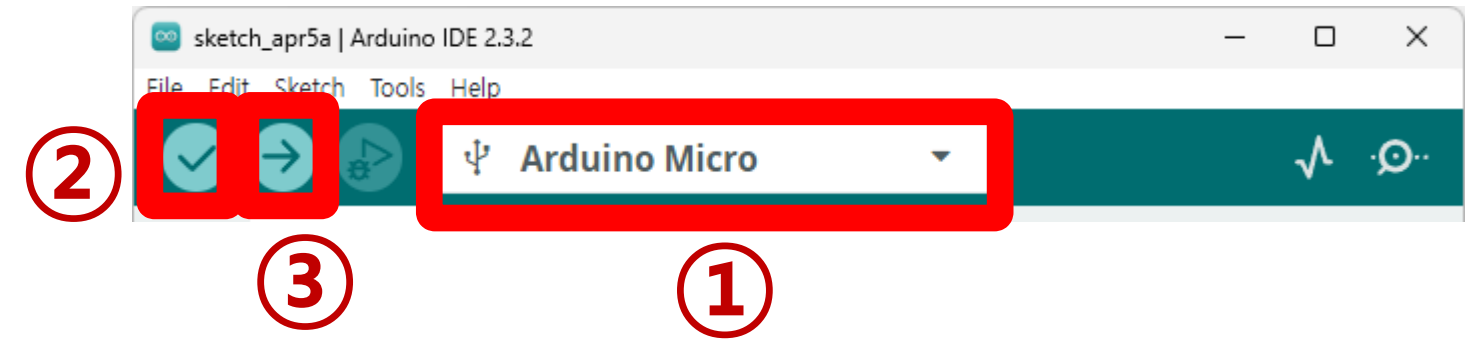 sketch_apr5a | Arduino IDE 2.3.2
File Edit Sketch Tools Help
Arduino Micro
②
③
①